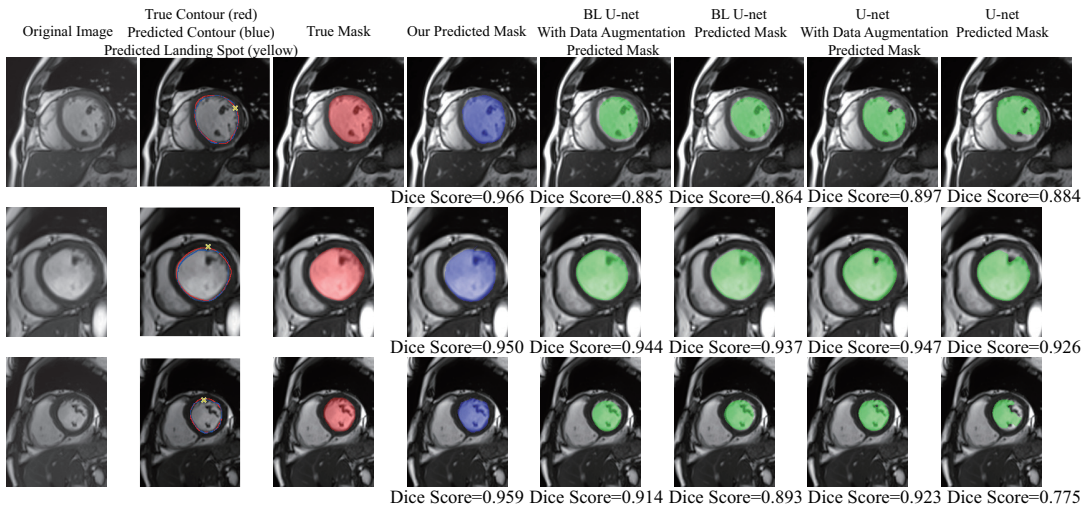 Original Image
True Contour (red)
Predicted Contour (blue)
Predicted Landing Spot (yellow)
True Mask
Our Predicted Mask
BL U-net
With Data Augmentation
Predicted Mask
BL U-net
Predicted Mask
U-net
With Data Augmentation
Predicted Mask
U-net
Predicted Mask
Dice Score=0.966 Dice Score=0.885 Dice Score=0.864 Dice Score=0.897 Dice Score=0.884
Dice Score=0.950 Dice Score=0.944 Dice Score=0.937 Dice Score=0.947 Dice Score=0.926
Dice Score=0.959 Dice Score=0.914 Dice Score=0.893 Dice Score=0.923 Dice Score=0.775